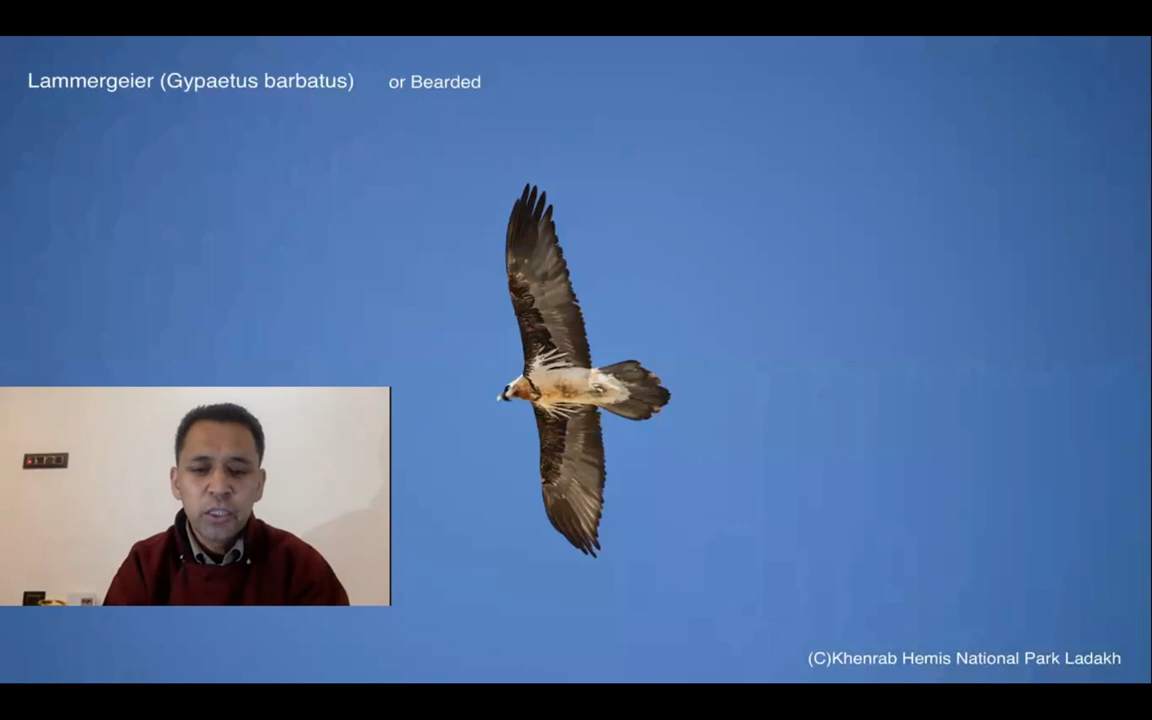 Lammergeier (Gypaetus barbatus) or Bearded
(C)Khenrab Hemis National Park Ladakh